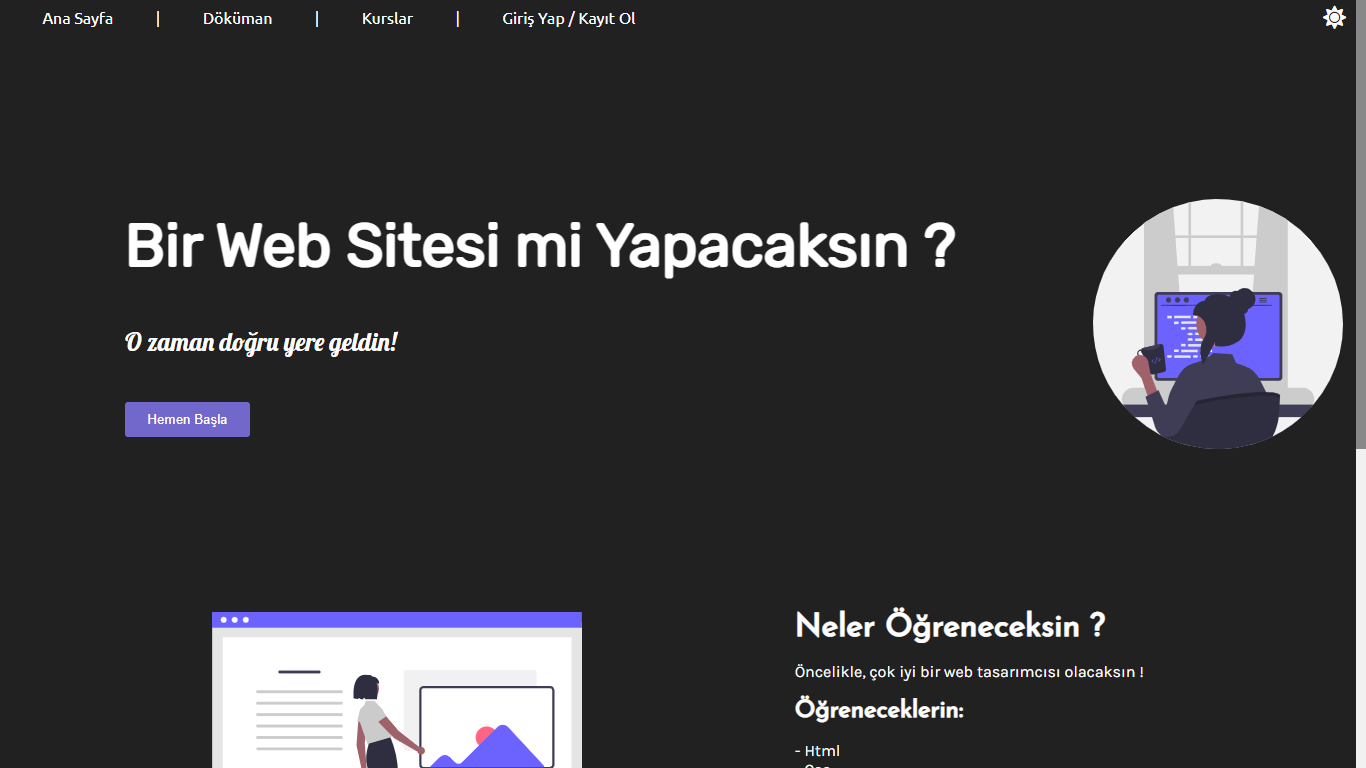 Ana Sayfa | Döküman | Kurslar | Giriş Yap / Kayıt Ol
Bir Web Sitesi mi Yapacaksın ?
O zaman doğru yere geldin!
Hemen Başla
Neler Öğreneceksin ?
Öncelikle, çok iyi bir web tasarımcısı olacaksın !
Öğreneceklerin:
- Html